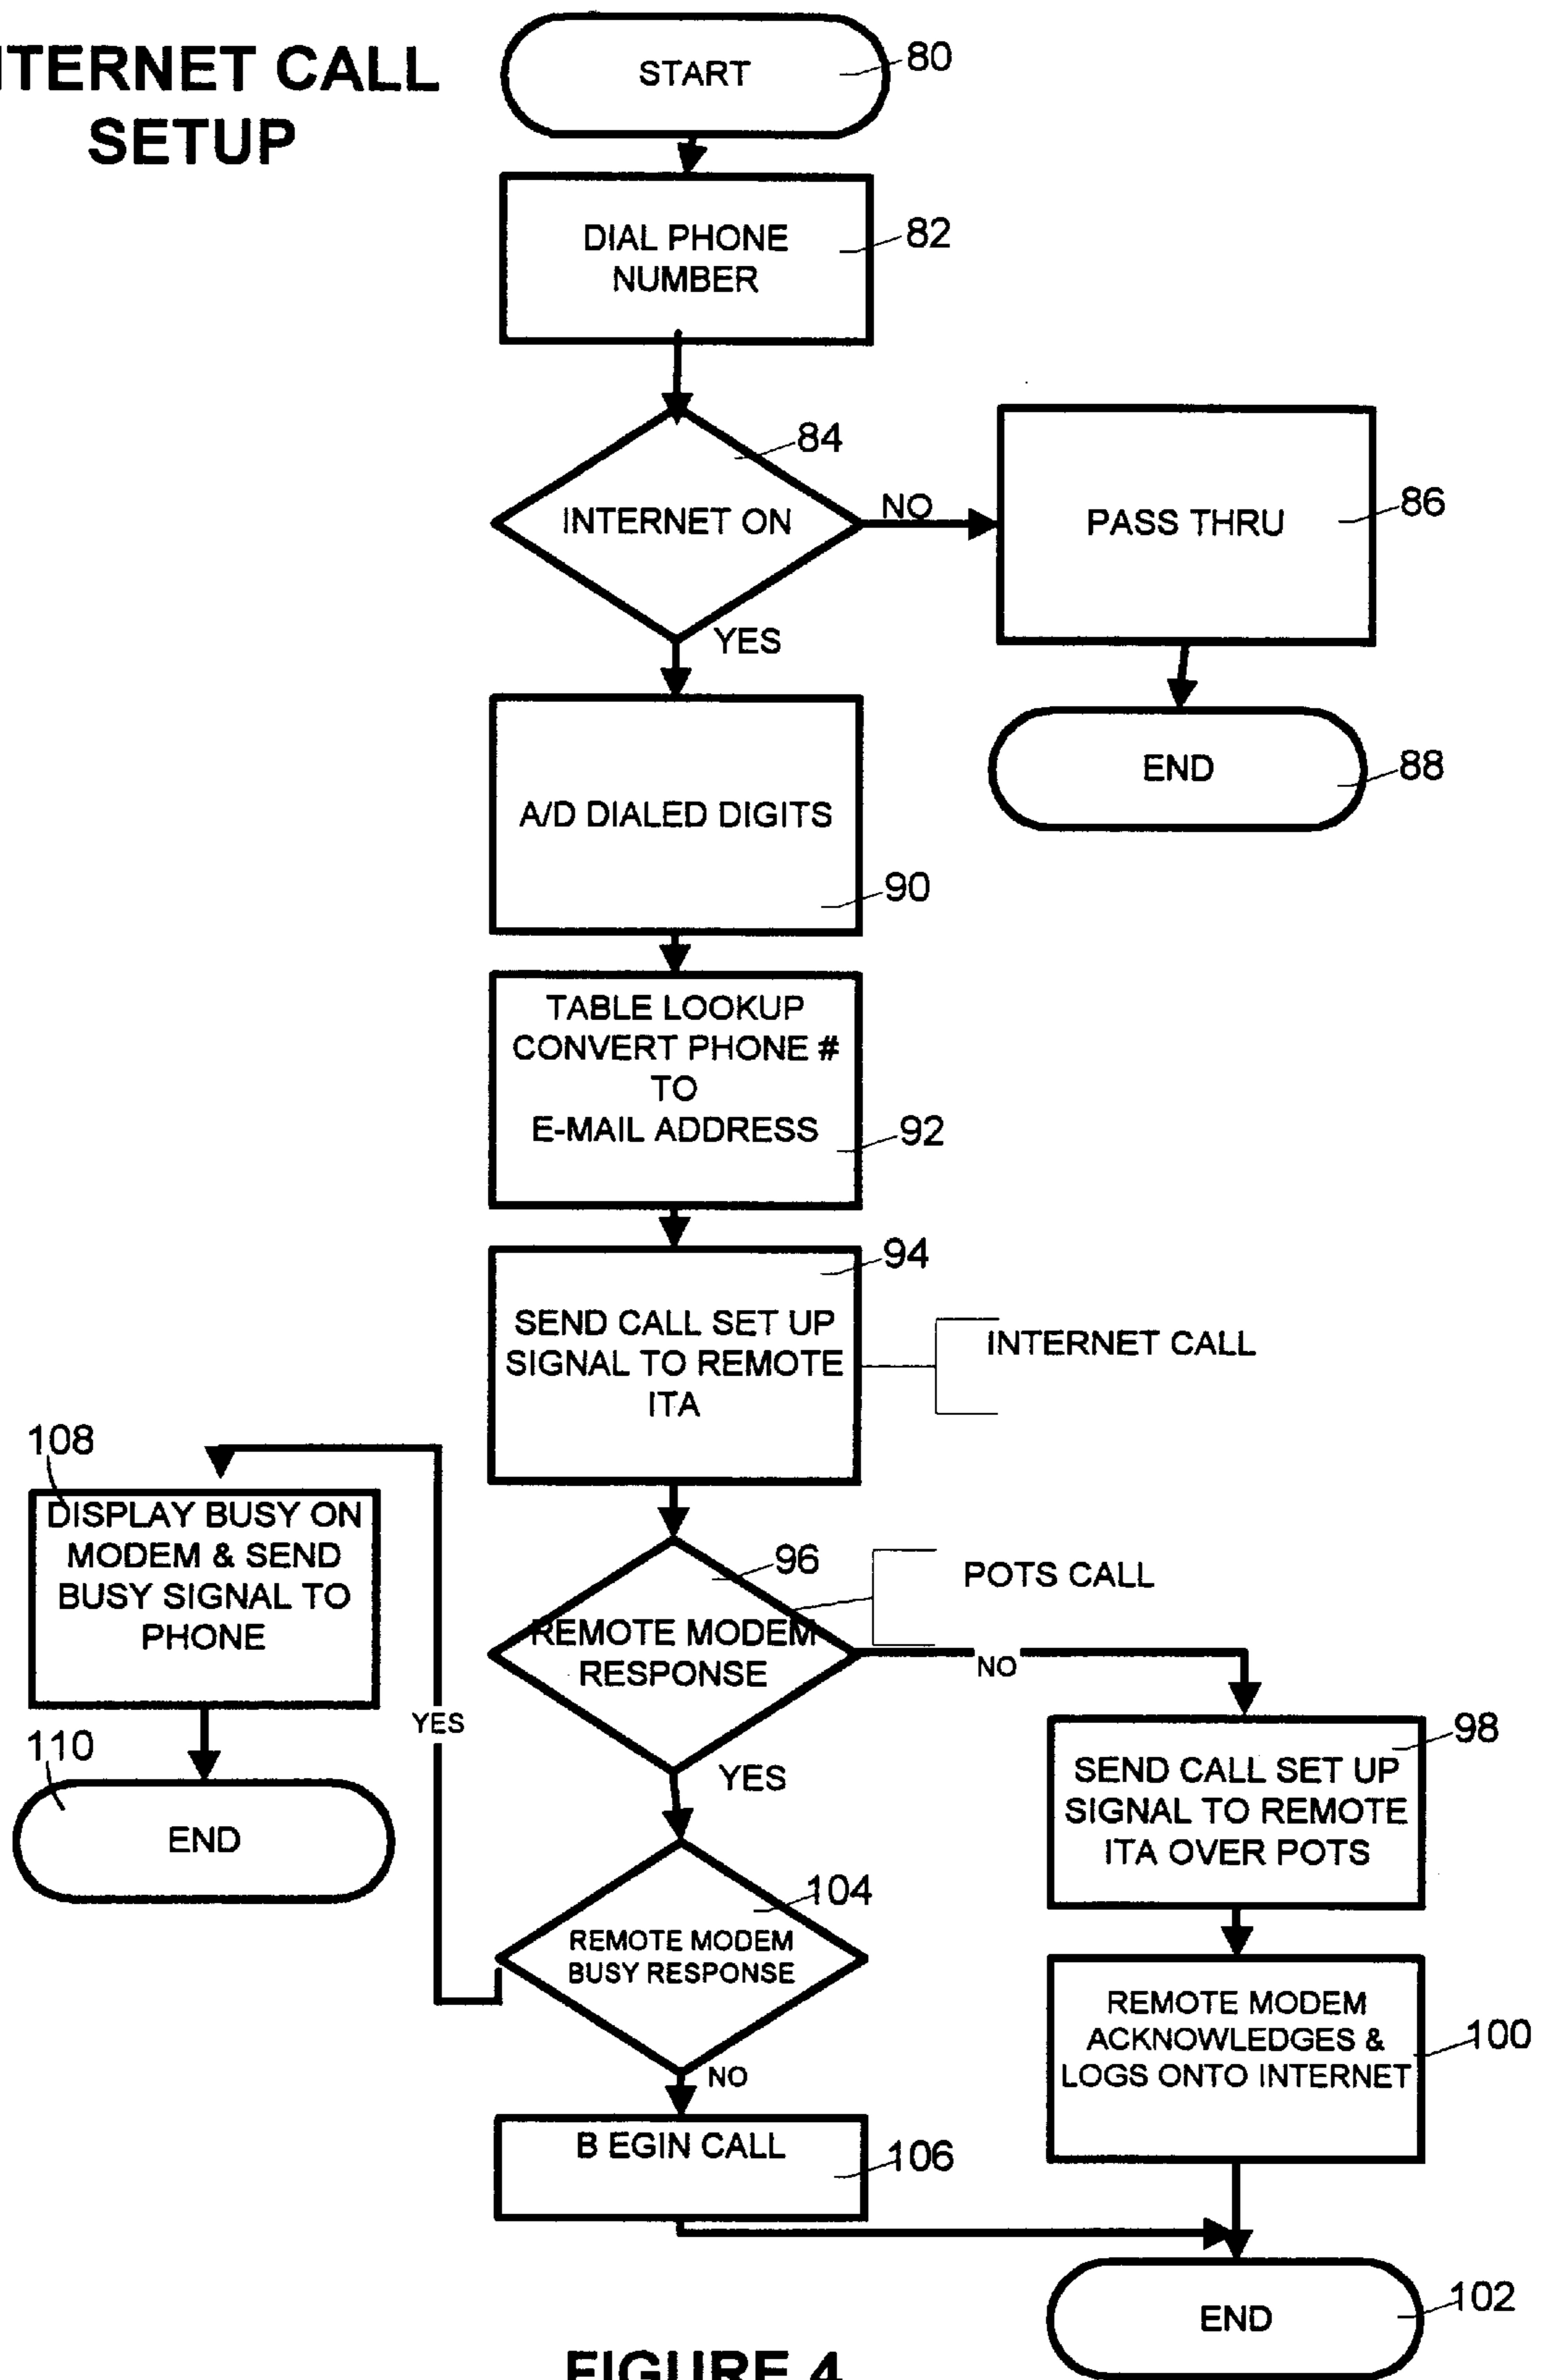 NTERNET CALL
SETUP
START
80
DIAL PHONE
NUMBER
82
84
INTERNET ON
NO
PASS THRU
86
YES
END
88
A/D DIALED DIGITS
90
TABLE LOOKUP
CONVERT PHONE #
TO
E-MAIL ADDRESS
92
94
SEND CALL SET UP
SIGNAL TO REMOTE
ITA
INTERNET CALL
108
DISPLAY BUSY ON
MODEM & SEND
BUSY SIGNAL TO
PHONE
96
POTS CALL
REMOTE MODEM
RESPONSE
NO
YES
YES
110
END
98
SEND CALL SET UP
SIGNAL TO REMOTE
ITA OVER POTS
104
REMOTE MODEM
BUSY RESPONSE
REMOTE MODEM
ACKNOWLEDGES &
LOGS ONTO INTERNET
100
NO
B EGIN CALL
106
END
102
FIGURE 4